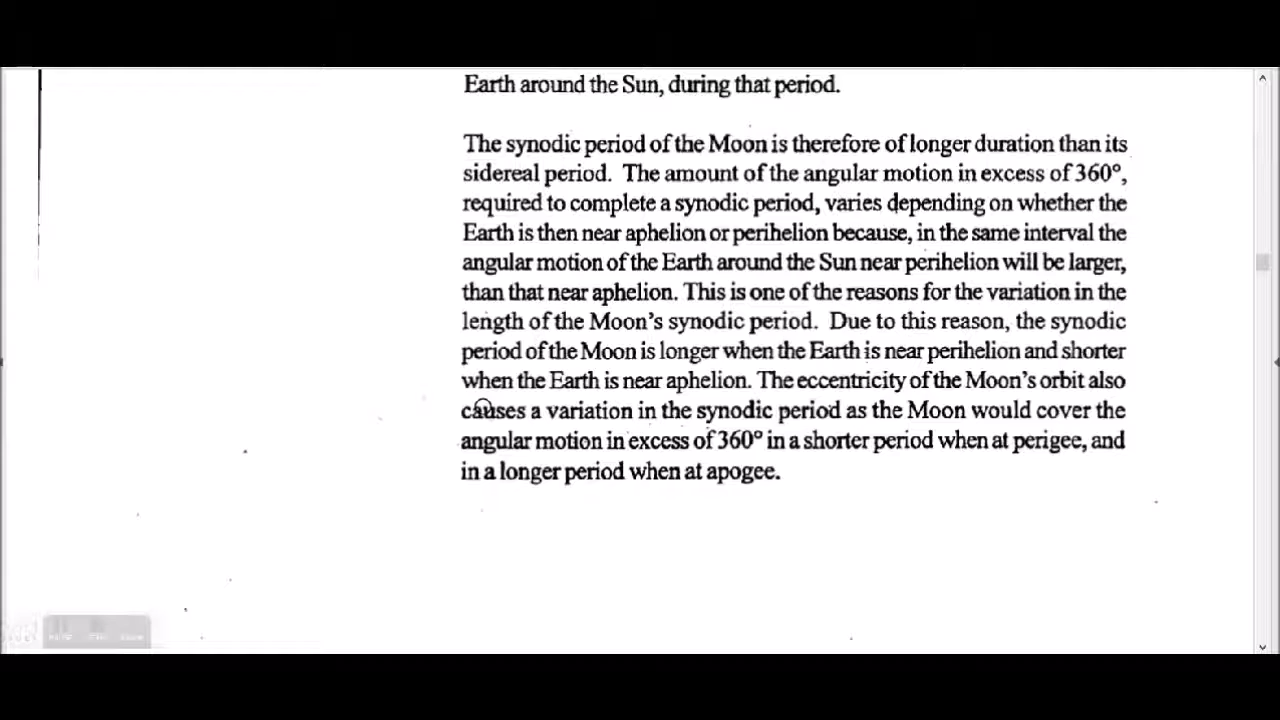 Earth around the Sun, during that period.
The synodic period of the Moon is therefore of longer duration than its
sidereal period. The amount of the angular motion in excess of 360°,
required to complete a synodic period, varies depending on whether the
Earth is then near aphelion or perihelion because, in the same interval the
angular motion of the Earth around the Sun near perihelion will be larger,
than that near aphelion. This is one of the reasons for the variation in the
length of the Moon's synodic period. Due to this reason, the synodic
period of the Moon is longer when the Earth is near perihelion and shorter
when the Earth is near aphelion. The eccentricity of the Moon's orbit also
causes a variation in the synodic period as the Moon would cover the
angular motion in excess of 360° in a shorter period when at perigee, and
in a longer period when at apogee.